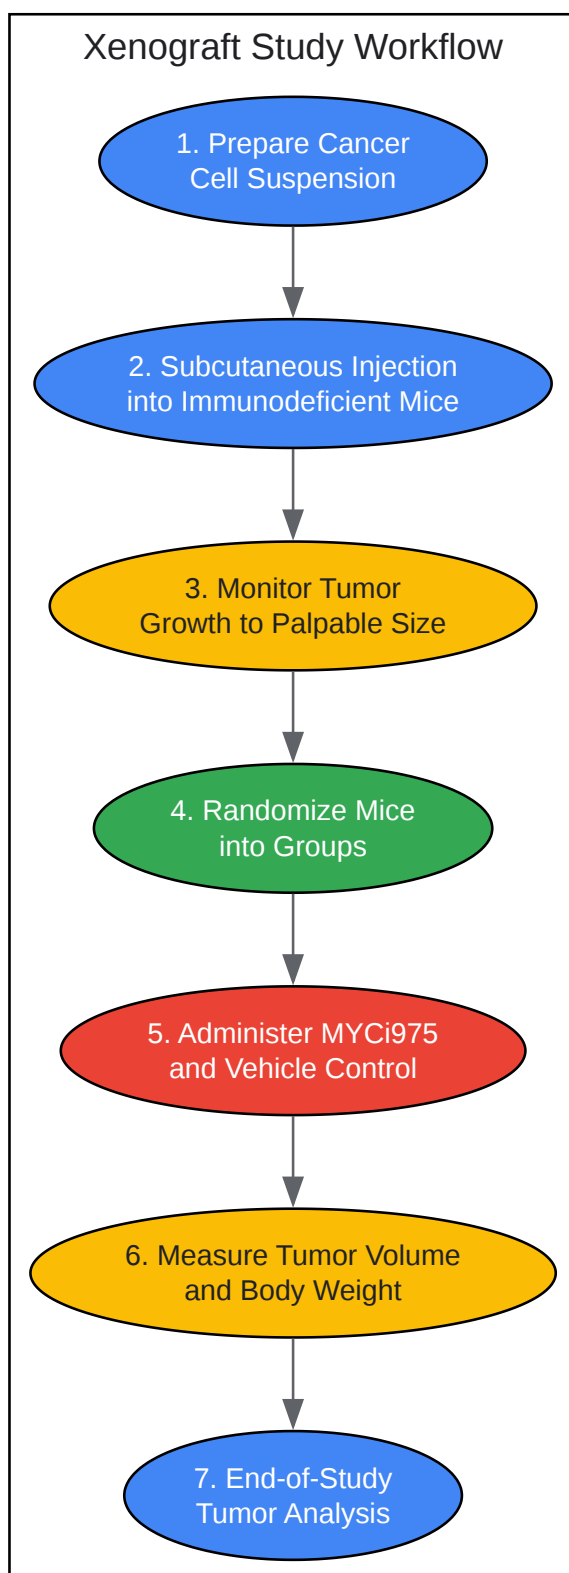 Xenograft Study Workflow
1. Prepare Cancer
Cell Suspension
2. Subcutaneous Injection
into Immunodeficient Mice
3. Monitor Tumor
Growth to Palpable Size
4. Randomize Mice
into Groups
5. Administer MYCi975
and Vehicle Control
6. Measure Tumor Volume
and Body Weight
7. End-of-Study
Tumor Analysis